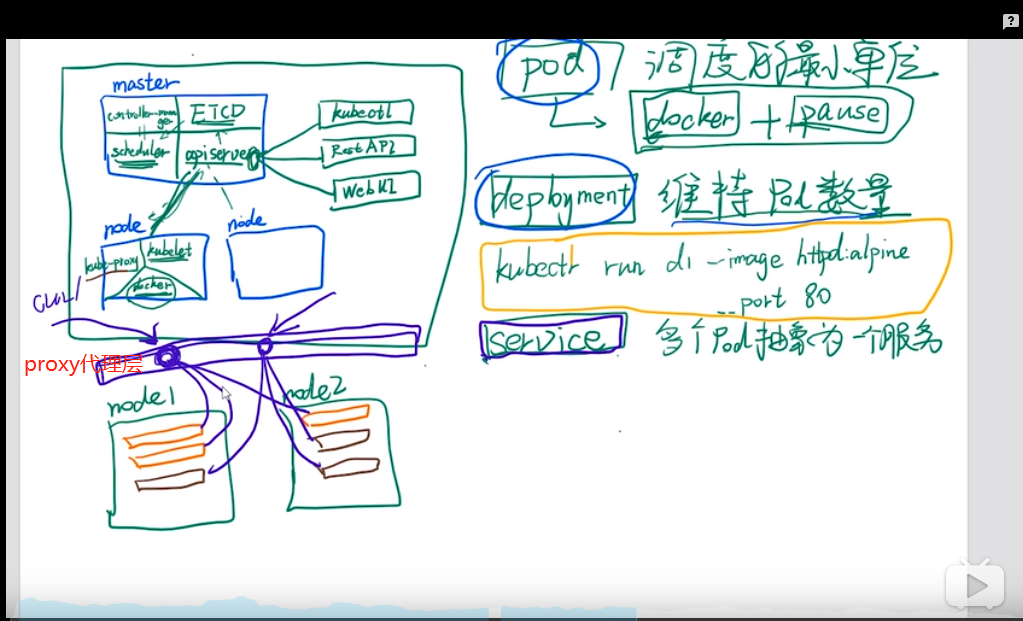 master
controller-manager
ETCD
scheduler
apiserver
kubectl
Rest API
Web UI
node
node
kube-proxy
kubelet
docker
proxy代理层
node1
node2
pod
调度的最小单位
docker + pause
deployment
维持Pod数量
kubectr run d1 --image httpd:alpine
--port 80
service
多个Pod抽象为一个服务
?